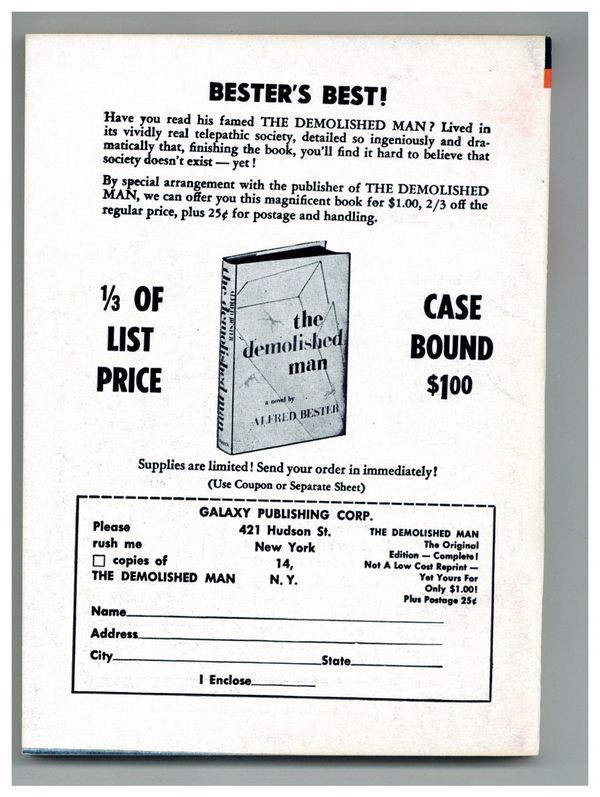 BESTER'S BEST!
Have you read his famed THE DEMOLISHED MAN? Lived in
its vividly real telepathic society, detailed so ingeniously and dra-
matically that, finishing the book, you'll find it hard to believe that
society doesn't exist — yet!
By special arrangement with the publisher of THE DEMOLISHED
MAN, we can offer you this magnificent book for $1.00, 2/3 off the
regular price, plus 25¢ for postage and handling.
⅓ OF
LIST
PRICE
the demolished man
ALFRED BESTER
the
demolished
man
a novel by
ALFRED BESTER
CASE
BOUND
$1.00
Supplies are limited! Send your order in immediately!
(Use Coupon or Separate Sheet)
GALAXY PUBLISHING CORP.
421 Hudson St.
New York
14,
N. Y.
Please
rush me
☐ copies of
THE DEMOLISHED MAN
THE DEMOLISHED MAN
The Original
Edition — Complete!
Not A Low Cost Reprint —
Yet Yours For
Only $1.00!
Plus Postage 25¢
Name
Address
City State
I Enclose